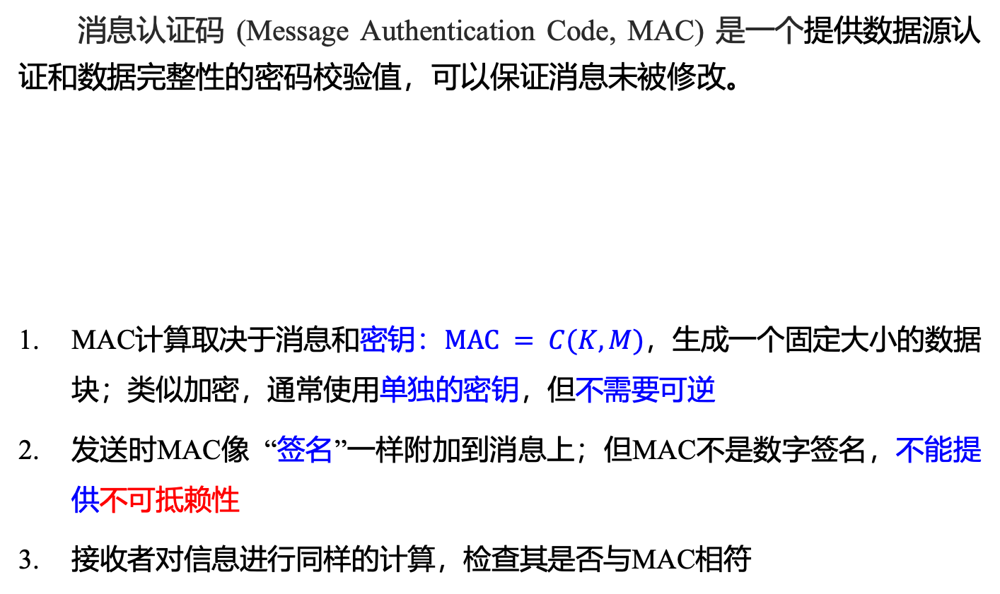 消息认证码 (Message Authentication Code, MAC) 是一个提供数据源认
证和数据完整性的密码校验值，可以保证消息未被修改。
1. MAC计算取决于消息和密钥：MAC = C(K,M)，生成一个固定大小的数据
块；类似加密，通常使用单独的密钥，但不需要可逆
2. 发送时MAC像 “签名”一样附加到消息上；但MAC不是数字签名，不能提
供不可抵赖性
3. 接收者对信息进行同样的计算，检查其是否与MAC相符